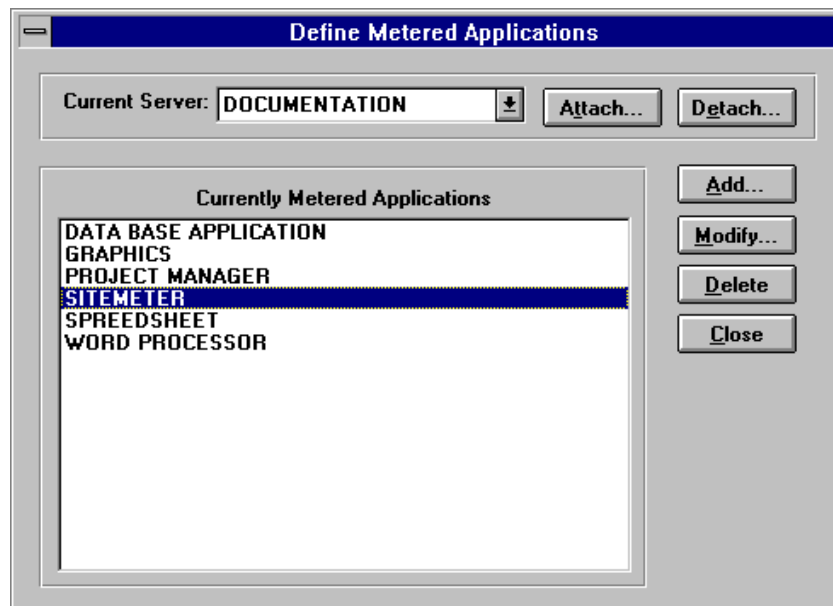 Define Metered Applications
Current Server: DOCUMENTATION Attach... Detach...
Currently Metered Applications
DATA BASE APPLICATION
GRAPHICS
PROJECT MANAGER
SITEMETER
SPREEDSHEET
WORD PROCESSOR
Add...
Modify...
Delete
Close